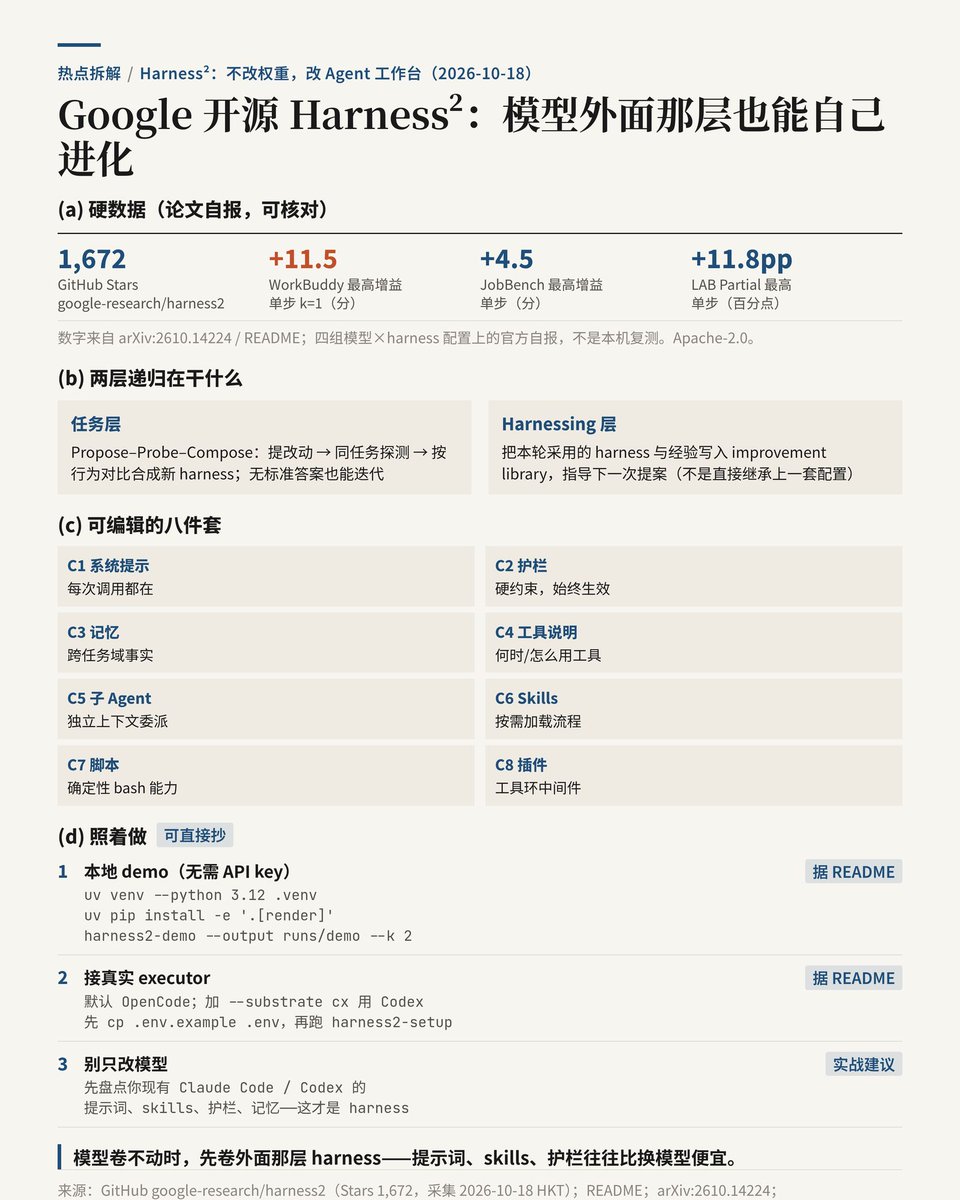 热点拆解 / Harness²：不改权重，改 Agent 工作台（2026-10-18）
Google 开源 Harness²：模型外面那层也能自己
进化
(a) 硬数据（论文自报，可核对）
1,672
GitHub Stars
google-research/harness2
+11.5
WorkBuddy 最高增益
单步 k=1（分）
+4.5
JobBench 最高增益
单步（分）
+11.8pp
LAB Partial 最高
单步（百分点）
数字来自 arXiv:2610.14224 / README；四组模型×harness 配置上的官方自报，不是本机复测。Apache-2.0。
(b) 两层递归在干什么
任务层
Propose–Probe–Compose：提改动 → 同任务探测 → 按
行为对比合成新 harness；无标准答案也能迭代
Harnessing 层
把本轮采用的 harness 与经验写入 improvement
library，指导下一次提案（不是直接继承上一套配置）
(c) 可编辑的八件套
C1 系统提示
每次调用都在
C2 护栏
硬约束，始终生效
C3 记忆
跨任务域事实
C4 工具说明
何时/怎么用工具
C5 子 Agent
独立上下文委派
C6 Skills
按需加载流程
C7 脚本
确定性 bash 能力
C8 插件
工具环中间件
(d) 照着做 可直接抄
1 本地 demo（无需 API key） 据 README
uv venv --python 3.12 .venv
uv pip install -e '.[render]'
harness2-demo --output runs/demo --k 2
2 接真实 executor 据 README
默认 OpenCode；加 --substrate cx 用 Codex
先 cp .env.example .env，再跑 harness2-setup
3 别只改模型 实战建议
先盘点你现有 Claude Code / Codex 的
提示词、skills、护栏、记忆——这才是 harness
模型卷不动时，先卷外面那层 harness——提示词、skills、护栏往往比换模型便宜。
来源：GitHub google-research/harness2（Stars 1,672，采集 2026-10-18 HKT）；README；arXiv:2610.14224；